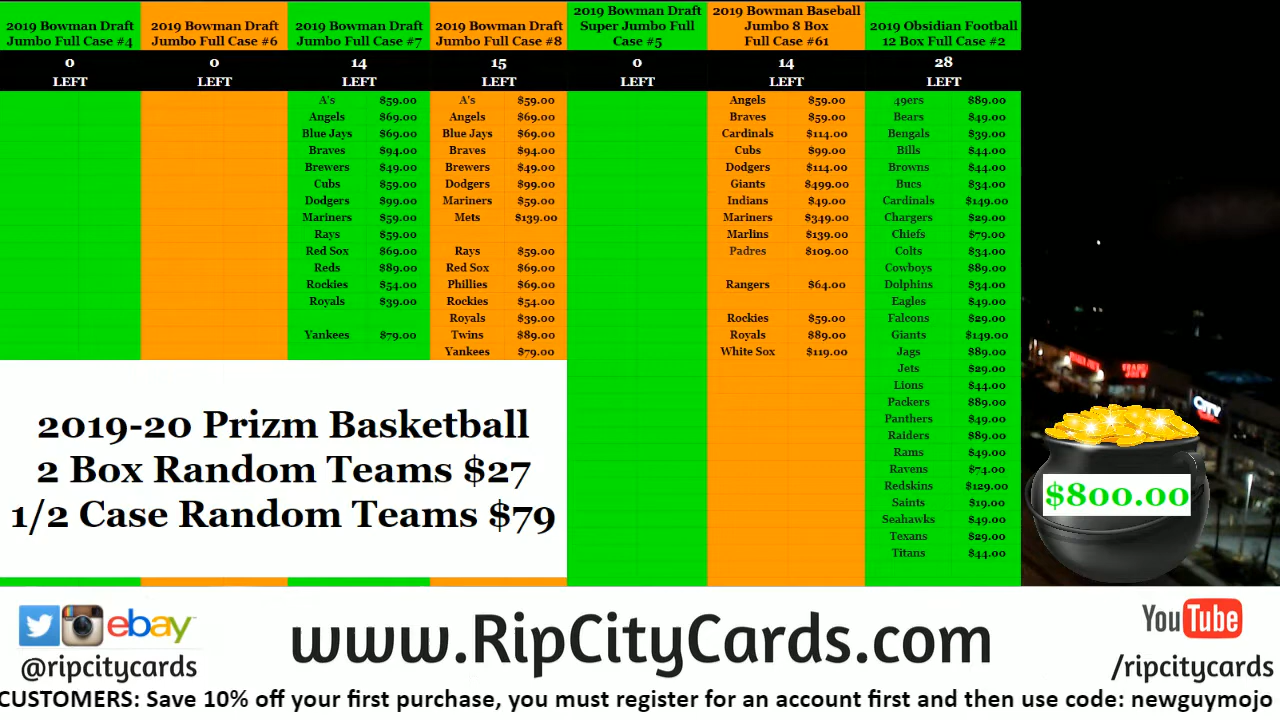 2019 Bowman Draft
Jumbo Full Case #4
0
LEFT
2019 Bowman Draft
Jumbo Full Case #6
0
LEFT
2019 Bowman Draft
Jumbo Full Case #7
14
LEFT
A's $59.00
Angels $69.00
Blue Jays $69.00
Braves $94.00
Brewers $49.00
Cubs $59.00
Dodgers $99.00
Mariners $59.00
Rays $59.00
Red Sox $69.00
Reds $89.00
Rockies $54.00
Royals $39.00
Yankees $79.00
2019 Bowman Draft
Jumbo Full Case #8
15
LEFT
A's $59.00
Angels $69.00
Blue Jays $69.00
Braves $94.00
Brewers $49.00
Dodgers $99.00
Mariners $59.00
Mets $139.00
Rays $59.00
Red Sox $69.00
Phillies $69.00
Rockies $54.00
Royals $39.00
Twins $89.00
Yankees $79.00
2019 Bowman Draft
Super Jumbo Full
Case #5
0
LEFT
2019 Bowman Baseball
Jumbo 8 Box
Full Case #61
14
LEFT
Angels $59.00
Braves $59.00
Cardinals $114.00
Cubs $99.00
Dodgers $114.00
Giants $499.00
Indians $49.00
Mariners $349.00
Marlins $139.00
Padres $109.00
Rangers $64.00
Rockies $59.00
Royals $89.00
White Sox $119.00
2019 Obsidian Football
12 Box Full Case #2
28
LEFT
49ers $89.00
Bears $49.00
Bengals $39.00
Bills $44.00
Browns $44.00
Bucs $34.00
Cardinals $149.00
Chargers $29.00
Chiefs $79.00
Colts $34.00
Cowboys $89.00
Dolphins $34.00
Eagles $49.00
Falcons $29.00
Giants $149.00
Jags $89.00
Jets $29.00
Lions $44.00
Packers $89.00
Panthers $49.00
Raiders $89.00
Rams $49.00
Ravens $74.00
Redskins $129.00
Saints $19.00
Seahawks $49.00
Texans $29.00
Titans $44.00
2019-20 Prizm Basketball
2 Box Random Teams $27
1/2 Case Random Teams $79
$800.00
ebay
@ripcitycards
www.RipCityCards.com
YouTube
/ripcitycards
CUSTOMERS: Save 10% off your first purchase, you must register for an account first and then use code: newguymojo